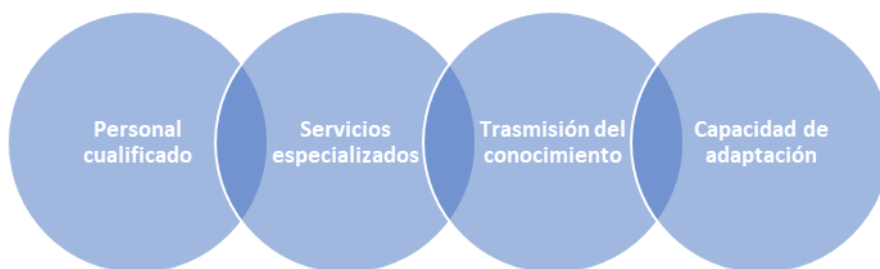 Personal
cualificado
Servicios
especializados
Trasmisión del
conocimiento
Capacidad de
adaptación